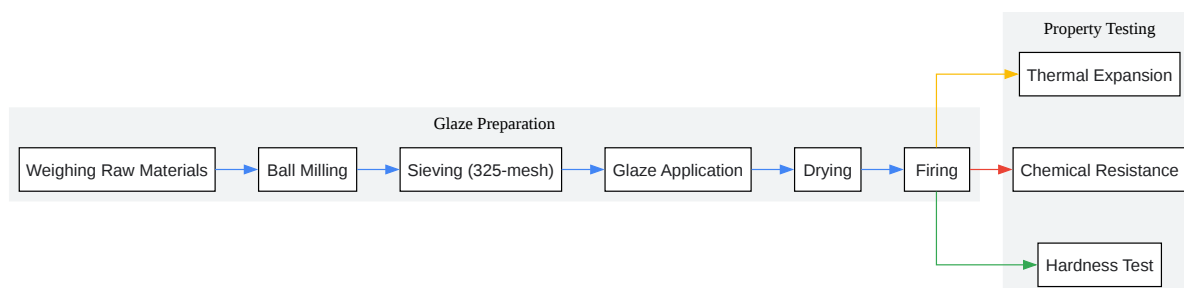 Property Testing
Thermal Expansion
Glaze Preparation
Weighing Raw Materials
Ball Milling
Sieving (325-mesh)
Glaze Application
Drying
Firing
Chemical Resistance
Hardness Test